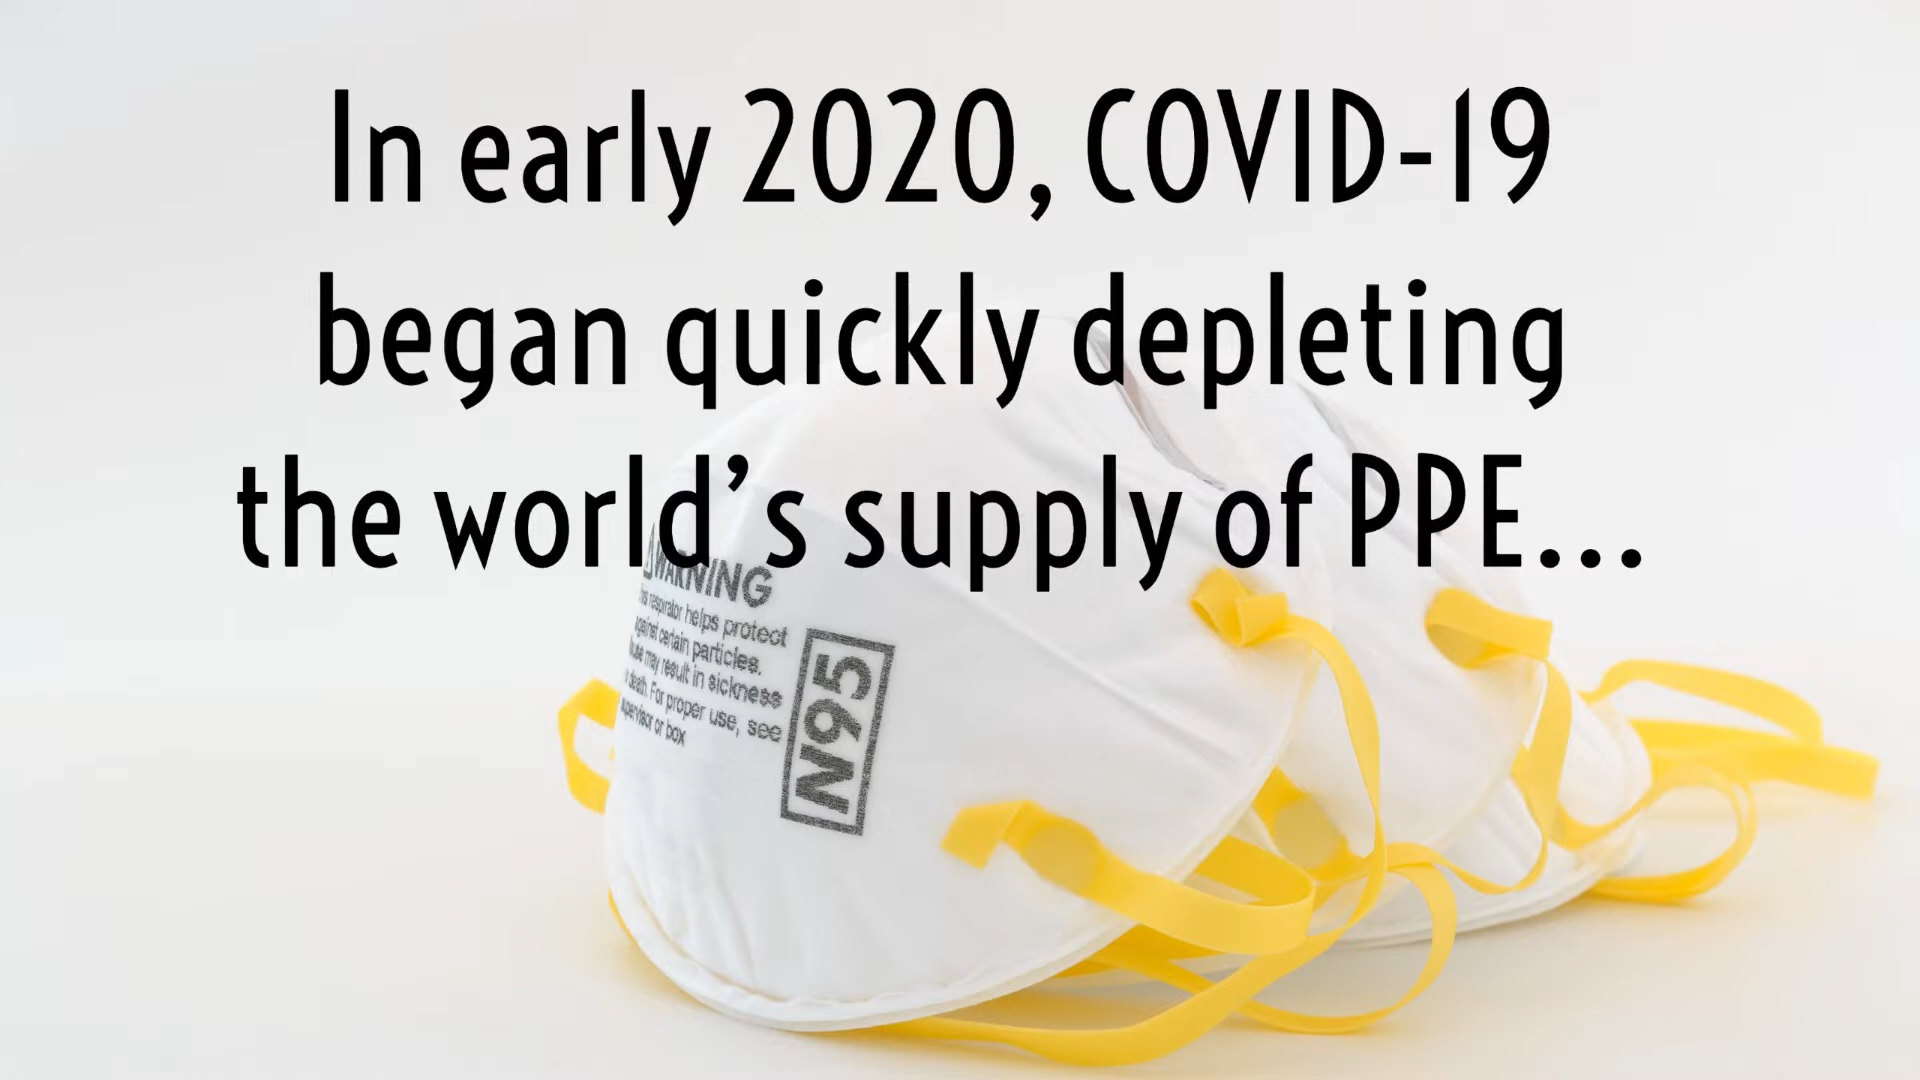 In early 2020, COVID-19
began quickly depleting
the world’s supply of PPE...
WARNING
respirator helps protect
against certain particles.
may result in sickness
death. For proper use, see
supervisor or box
N95